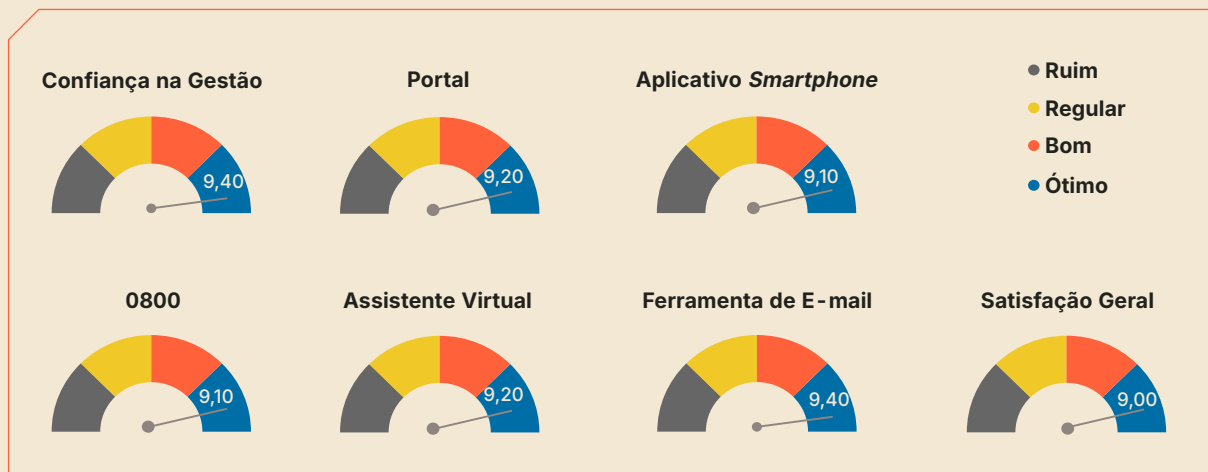 Confiança na Gestão
9,40
Portal
9,20
Aplicativo Smartphone
9,10
Ruim
Regular
Bom
Ótimo
0800
9,10
Assistente Virtual
9,20
Ferramenta de E-mail
9,40
Satisfação Geral
9,00